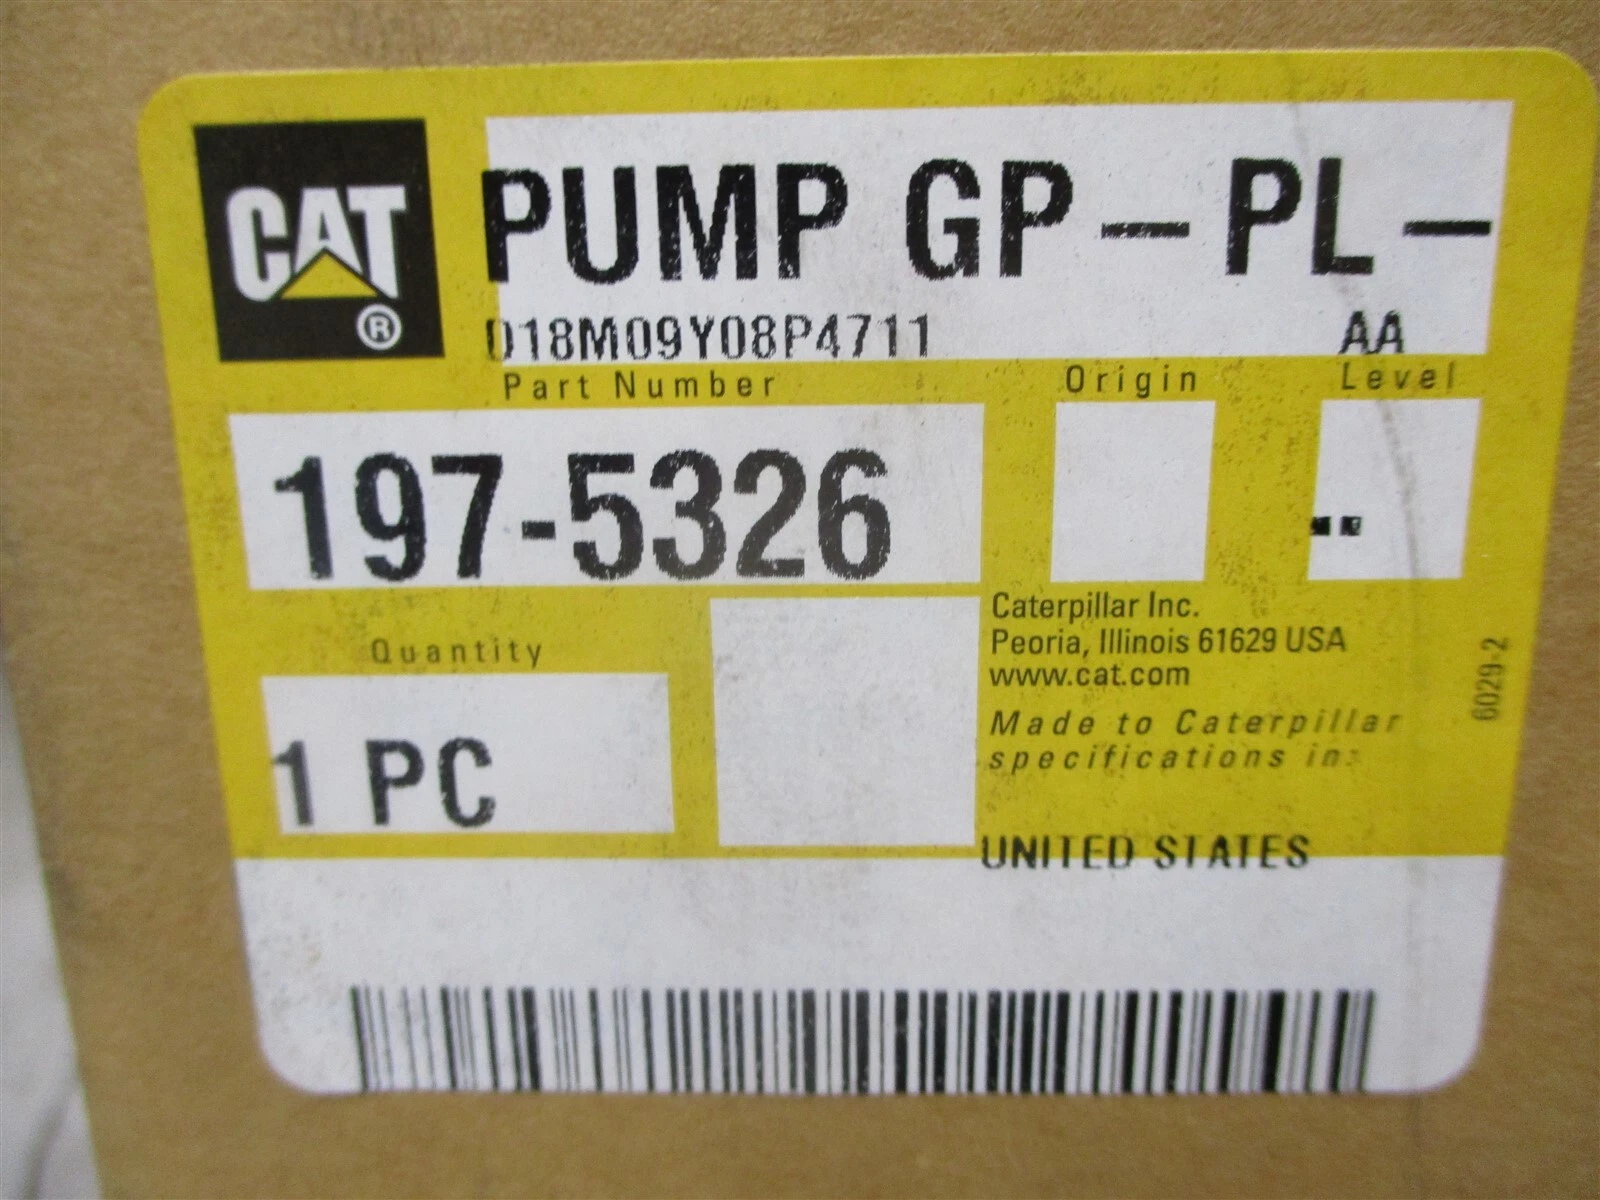 CAT
®
PUMP GP-PL-
D18M09Y08P4711 AA
Part Number Origin Level
197-5326 --
Caterpillar Inc.
Peoria, Illinois 61629 USA
www.cat.com
Quantity
1 PC
Made to Caterpillar
specifications in:
UNITED STATES
6029-2